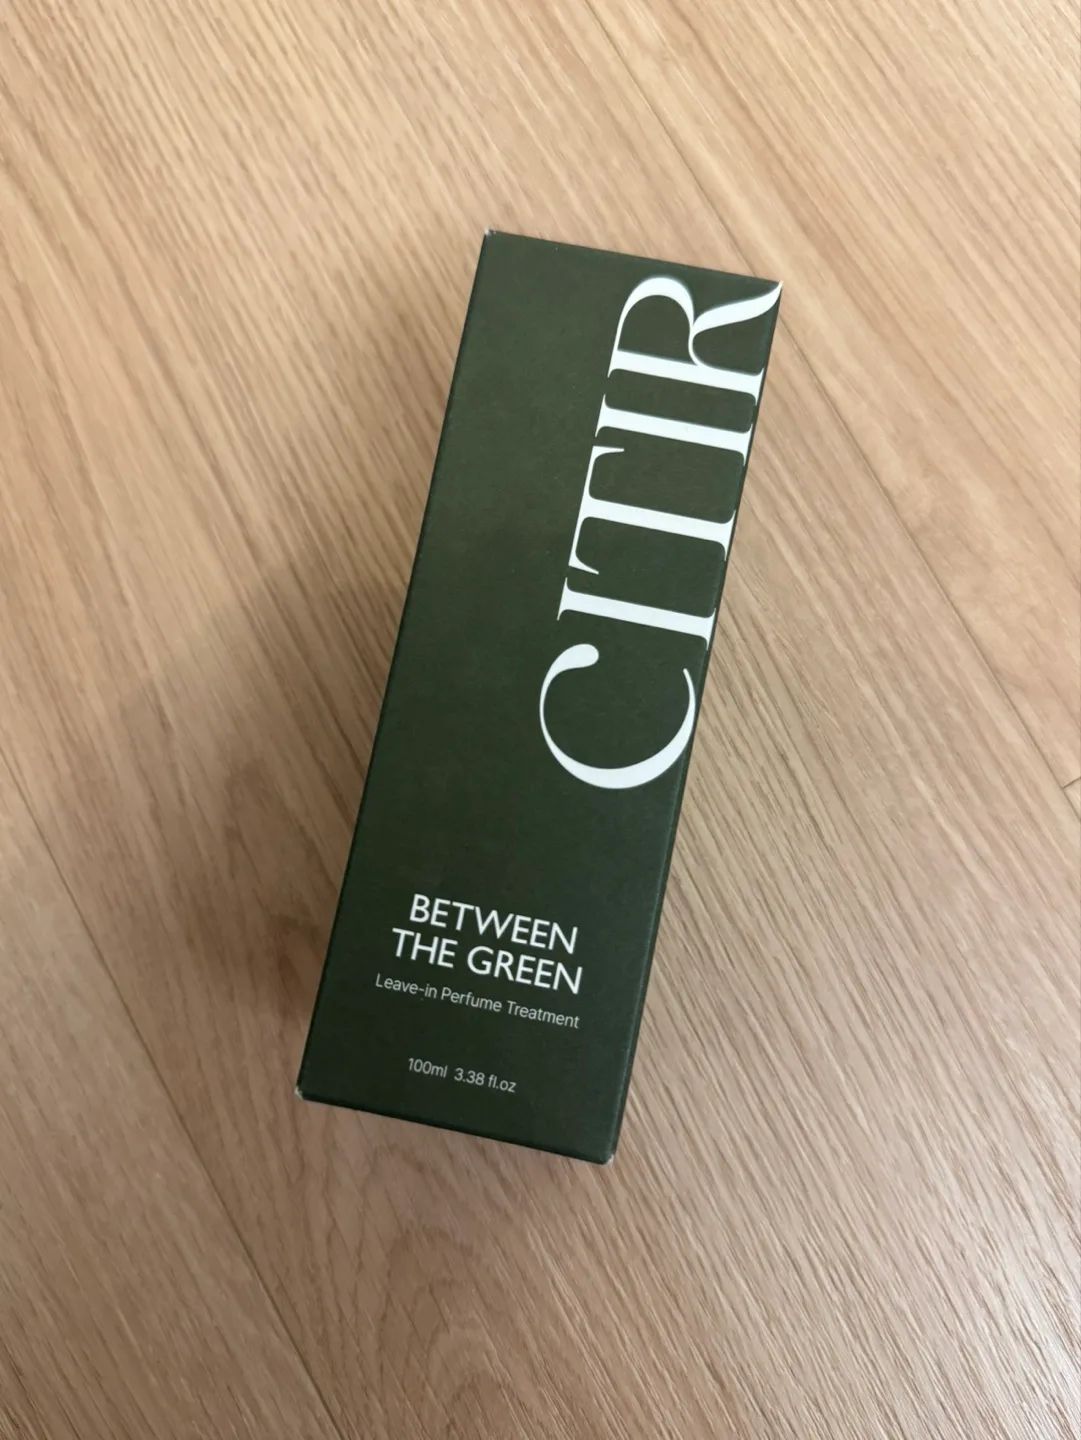 CITIR
BETWEEN
THE GREEN
Leave-in Perfume Treatment
100ml 3.38 fl.oz